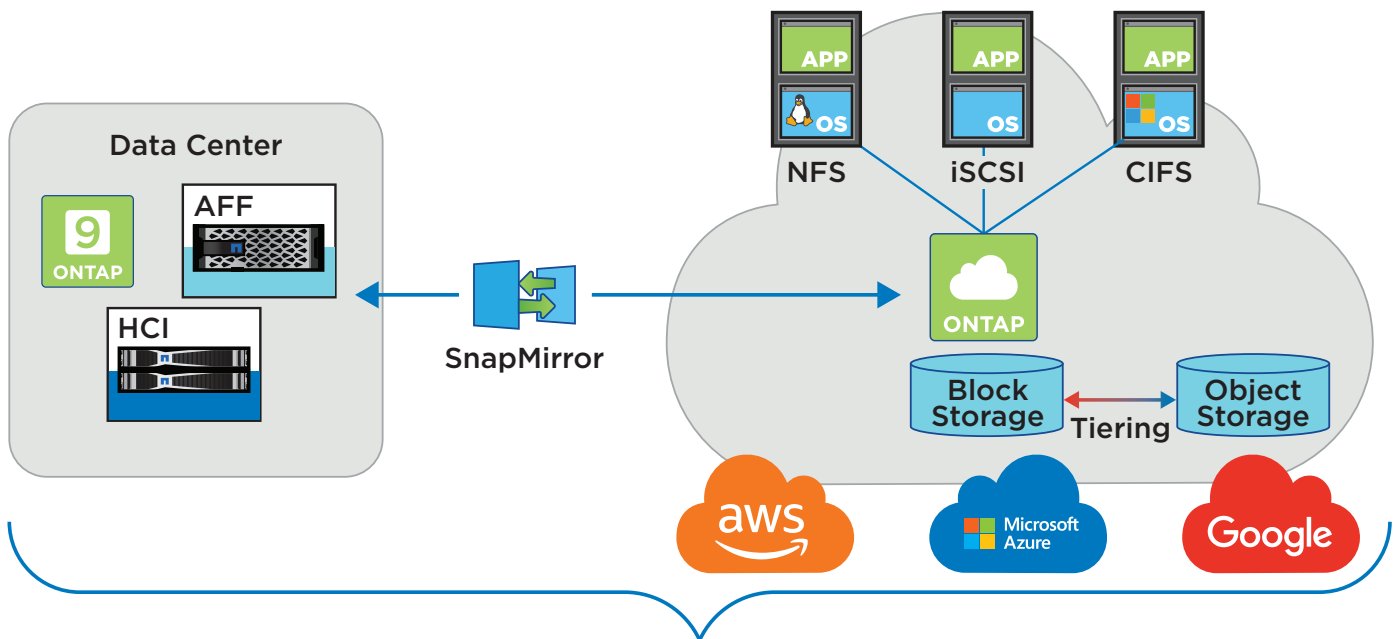 APP
OS
NFS
APP
OS
iSCSI
APP
OS
CIFS
Data Center
9
ONTAP
AFF
HCI
SnapMirror
ONTAP
Block
Storage
Tiering
Object
Storage
aws
Microsoft
Azure
Google